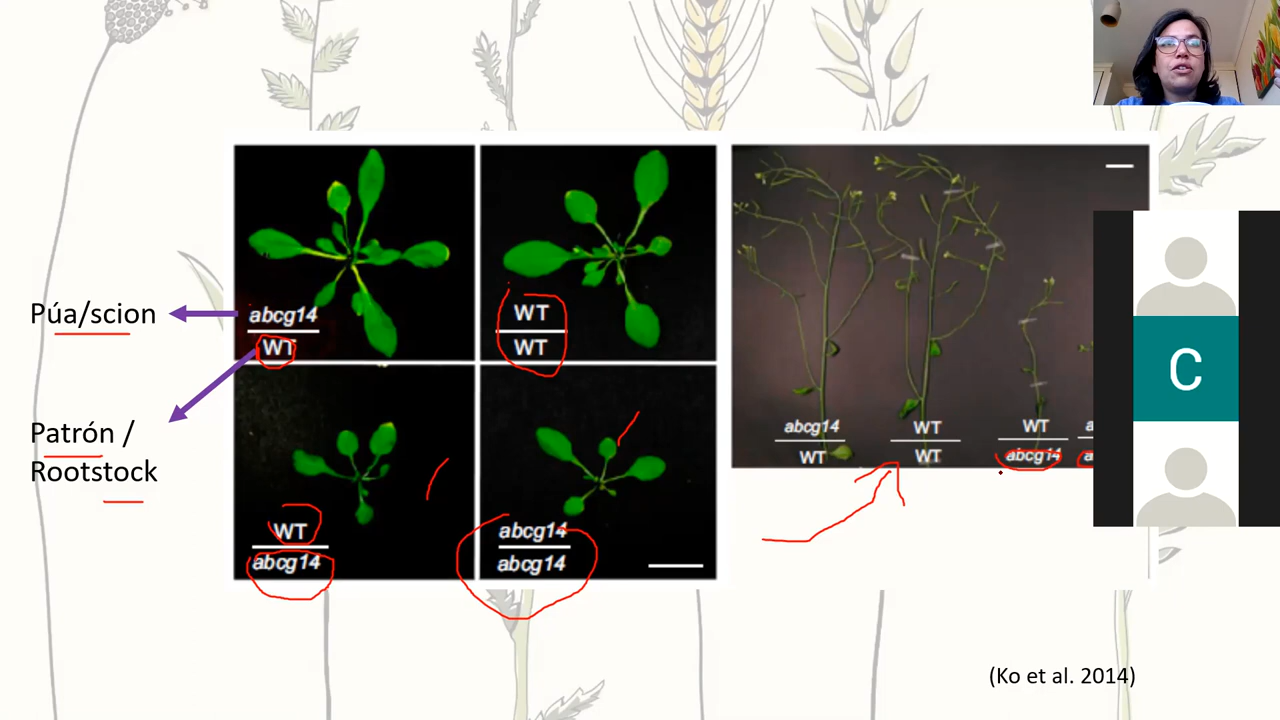 Púa/scion
Patrón /
Rootstock
abcg14
WT
WT
WT
WT
abcg14
abcg14
abcg14
abcg14
WT
WT
WT
WT
abcg14
a
a
C
(Ko et al. 2014)